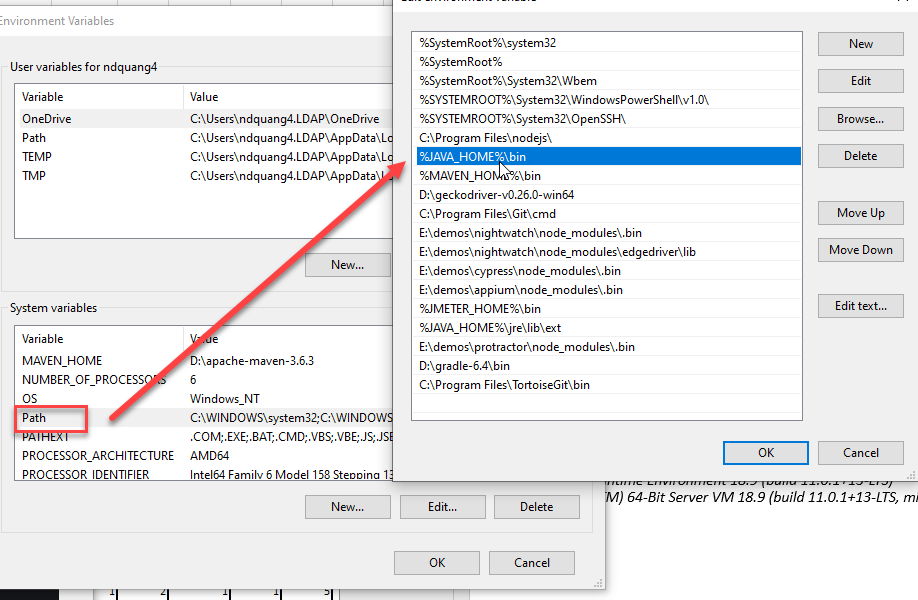 Environment Variables
User variables for ndquang4
Variable Value
OneDrive C:\Users\ndquang4.LDAP\OneDrive
Path C:\Users\ndquang4.LDAP\AppData\Lo
TEMP C:\Users\ndquang4.LDAP\AppData\Lo
TMP C:\Users\ndquang4.LDAP\AppData\Lo
New...
System variables
Variable Value
MAVEN_HOME D:\apache-maven-3.6.3
NUMBER_OF_PROCESSORS 6
OS Windows_NT
Path C:\WINDOWS\system32;C:\WINDOWS
PATHEXT .COM;.EXE;.BAT;.CMD;.VBS;.VBE;.JS;.JSE
PROCESSOR_ARCHITECTURE AMD64
PROCESSOR_IDENTIFIER Intel64 Family 6 Model 158 Stepping 13
New... Edit... Delete
OK Cancel
%SystemRoot%\system32
%SystemRoot%
%SystemRoot%\System32\Wbem
%SYSTEMROOT%\System32\WindowsPowerShell\v1.0\
%SYSTEMROOT%\System32\OpenSSH\
C:\Program Files\nodejs\
%JAVA_HOME%\bin
%MAVEN_HOME%\bin
D:\geckodriver-v0.26.0-win64
C:\Program Files\Git\cmd
E:\demos\nightwatch\node_modules\.bin
E:\demos\nightwatch\node_modules\edgedriver\lib
E:\demos\cypress\node_modules\.bin
E:\demos\appium\node_modules\.bin
%JMETER_HOME%\bin
%JAVA_HOME%\jre\lib\ext
E:\demos\protractor\node_modules\.bin
D:\gradle-6.4\bin
C:\Program Files\TortoiseGit\bin
New
Edit
Browse...
Delete
Move Up
Move Down
Edit text...
OK Cancel
ntime Environment 18.9 (build 11.0.1+13-LTS)
M) 64-Bit Server VM 18.9 (build 11.0.1+13-LTS, mi
1 2 1 1 5